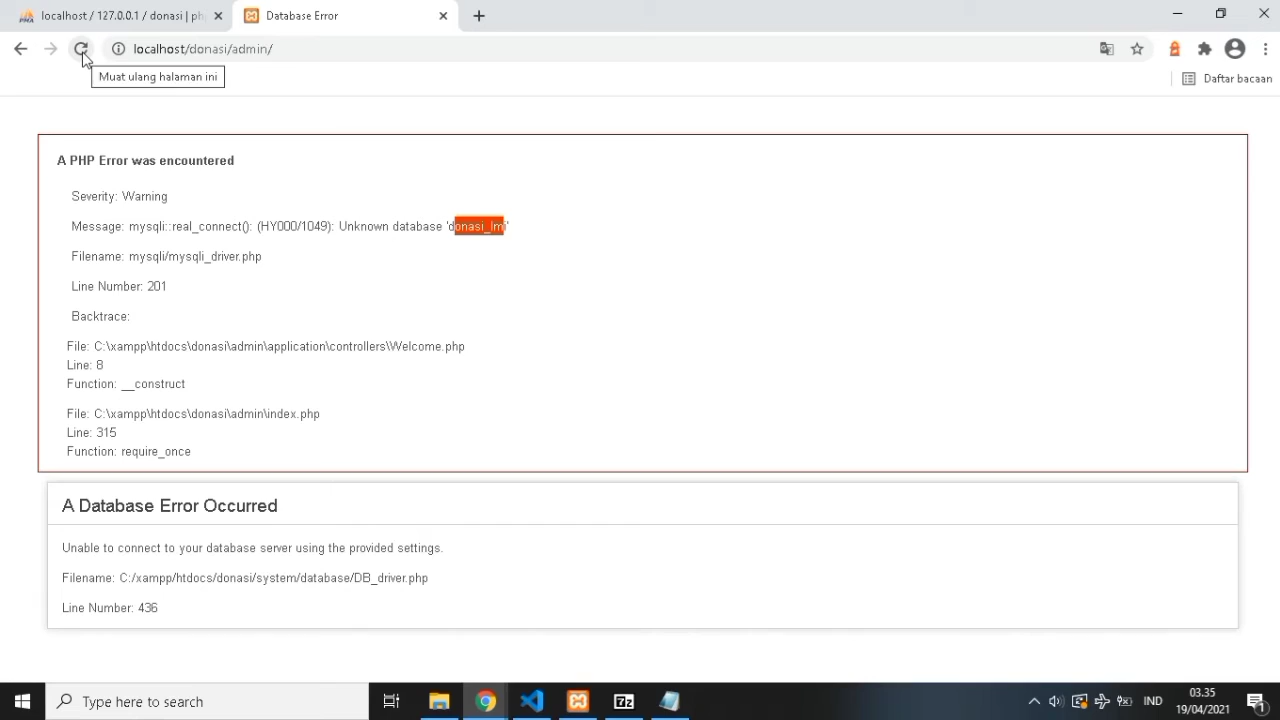 localhost / 127.0.0.1 / donasi | ph
Database Error
localhost/donasi/admin/
Muat ulang halaman ini
Daftar bacaan
A PHP Error was encountered
Severity: Warning
Message: mysqli::real_connect(): (HY000/1049): Unknown database 'donasi_lmi'
Filename: mysqli/mysqli_driver.php
Line Number: 201
Backtrace:
File: C:\xampp\htdocs\donasi\admin\application\controllers\Welcome.php
Line: 8
Function: __construct
File: C:\xampp\htdocs\donasi\admin\index.php
Line: 315
Function: require_once
A Database Error Occurred
Unable to connect to your database server using the provided settings.
Filename: C:/xampp/htdocs/donasi/system/database/DB_driver.php
Line Number: 436
Type here to search
IND
03.35
19/04/2021